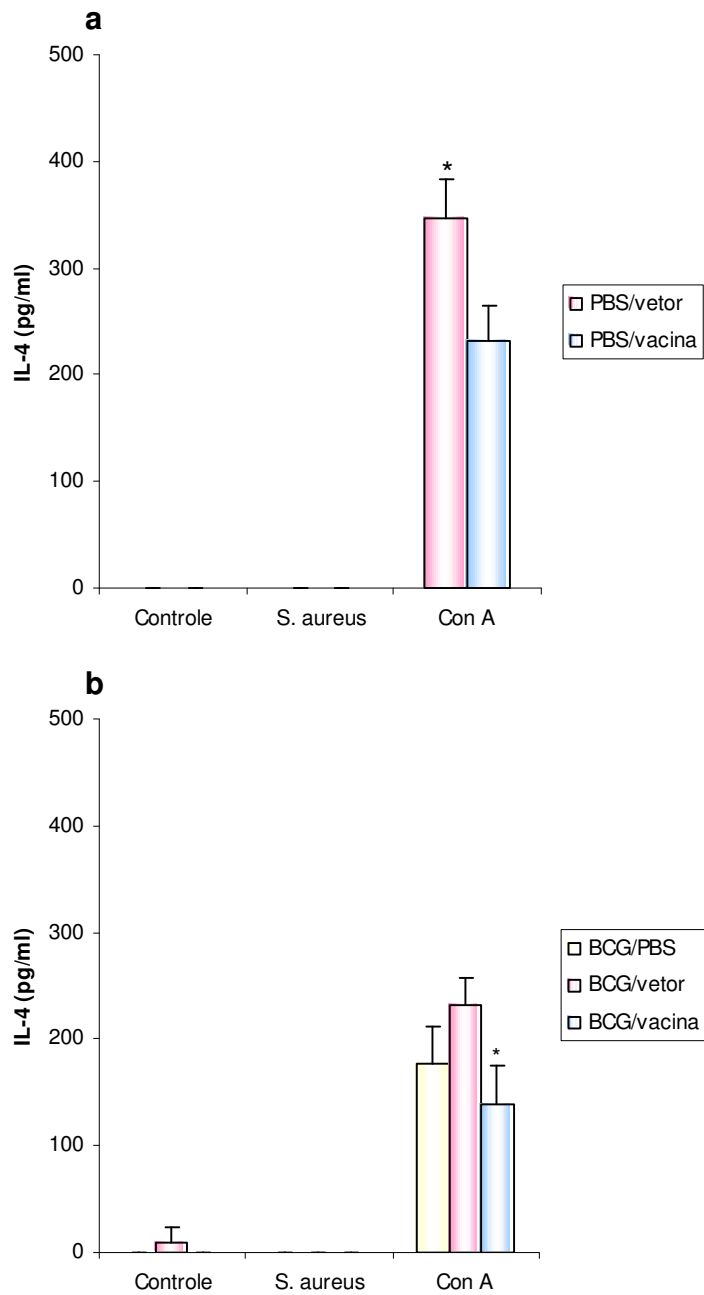 a
500
400
300
200
100
0
IL-4 (pg/ml)
*
Controle
S. aureus
Con A
PBS/vetor
PBS/vacina
b
500
400
300
200
100
0
IL-4 (pg/ml)
*
Controle
S. aureus
Con A
BCG/PBS
BCG/vetor
BCG/vacina